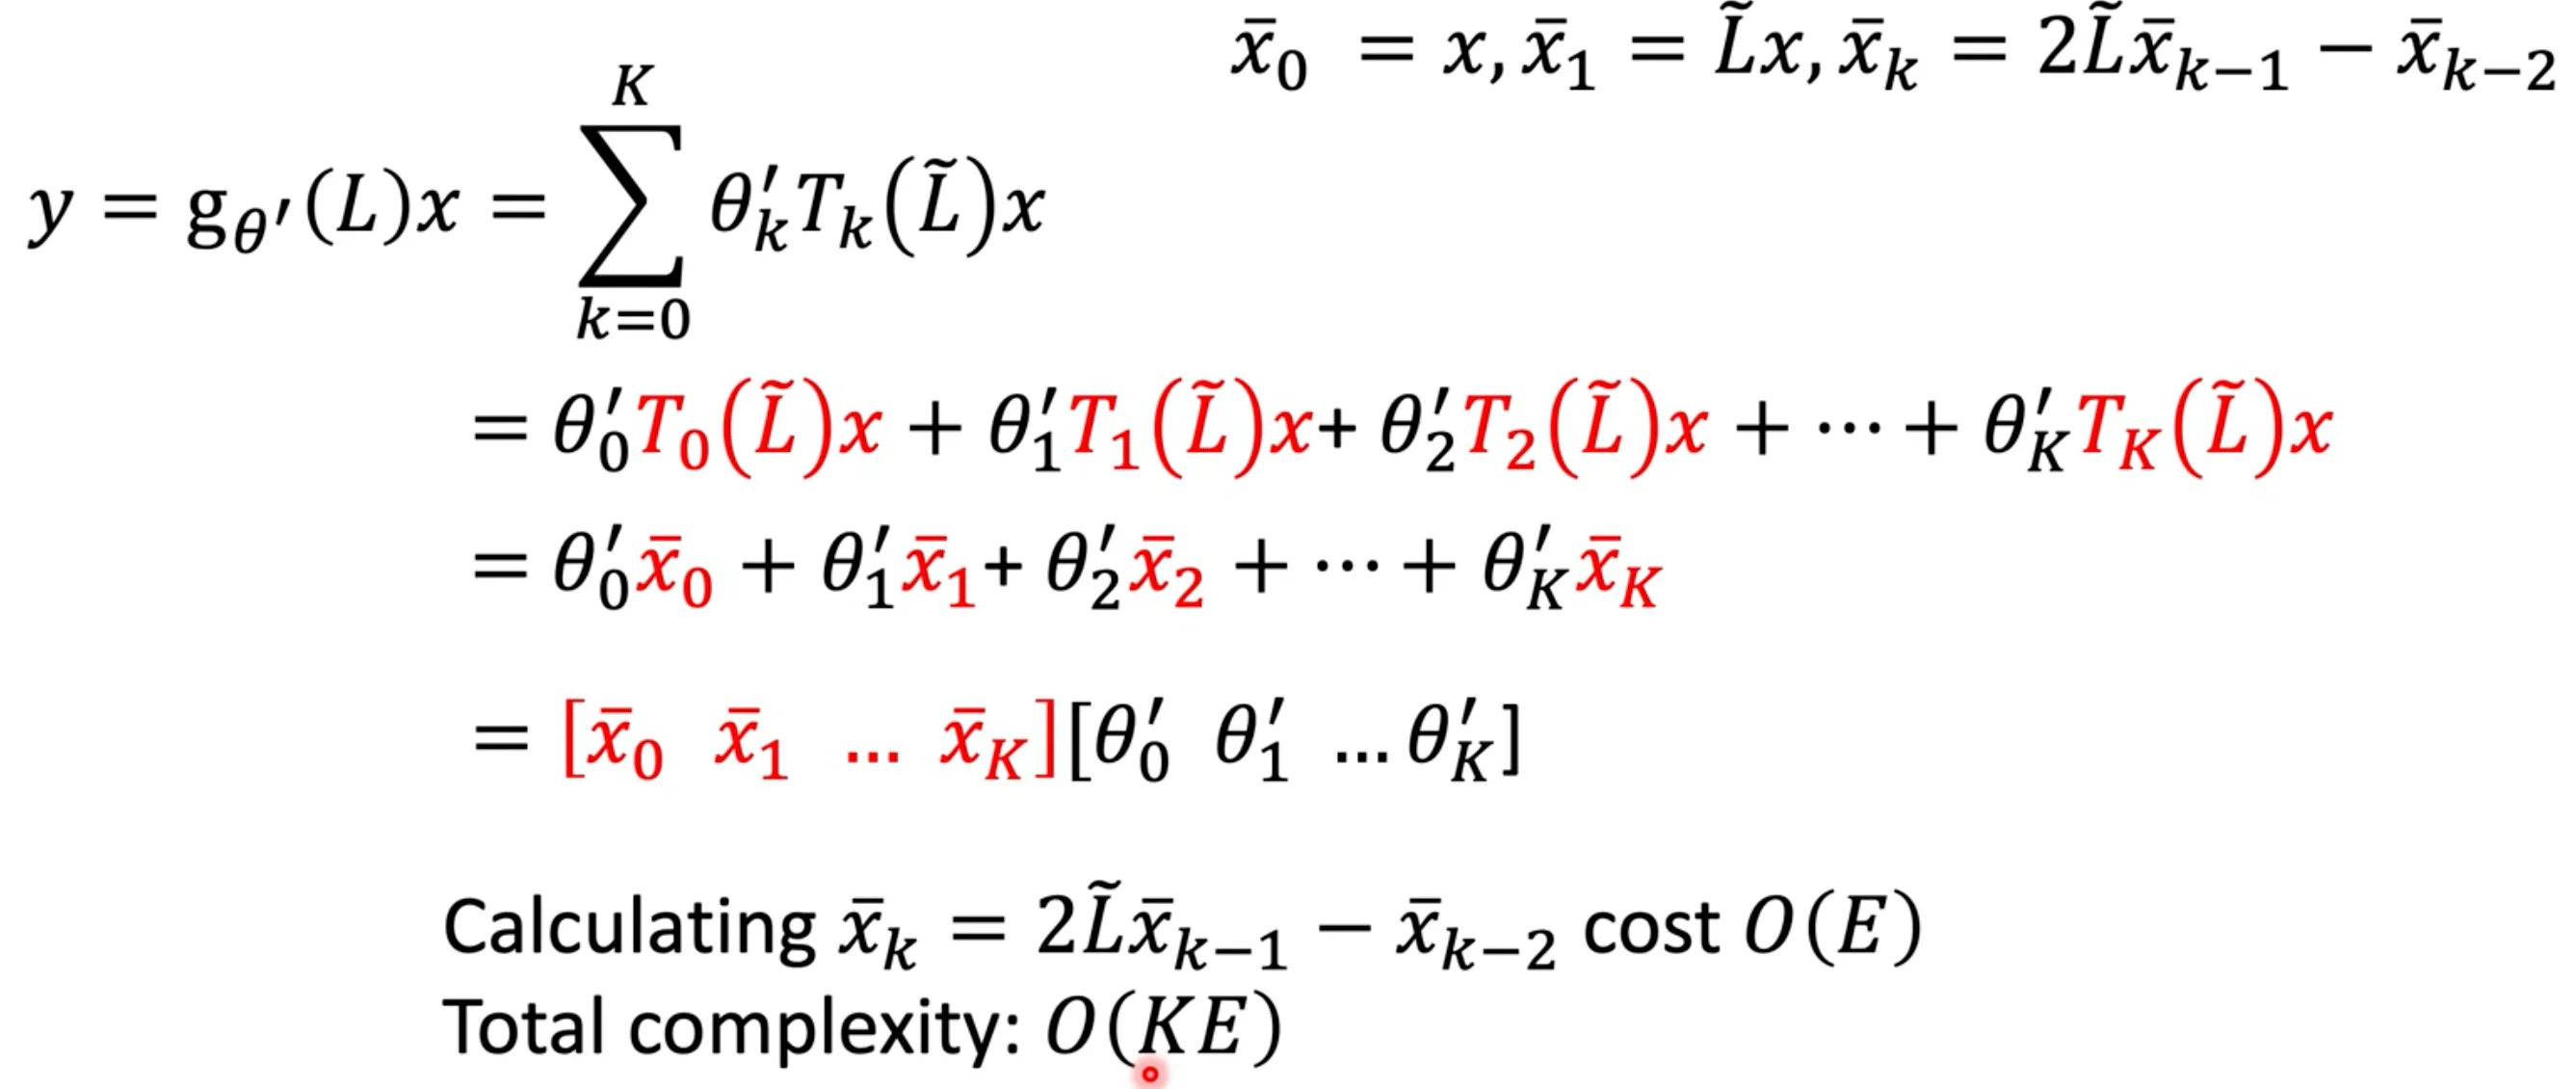 x̄₀ = x, x̄₁ = L̃x, x̄ₖ = 2L̃x̄ₖ₋₁ − x̄ₖ₋₂
y = g_θ′(L)x = ∑_{k=0}^{K} θ′ₖTₖ(L̃)x
= θ′₀T₀(L̃)x + θ′₁T₁(L̃)x+ θ′₂T₂(L̃)x + ⋯ + θ′_K T_K(L̃)x
= θ′₀x̄₀ + θ′₁x̄₁+ θ′₂x̄₂ + ⋯ + θ′_K x̄_K
= [x̄₀ x̄₁ … x̄_K][θ′₀ θ′₁ … θ′_K]
Calculating x̄ₖ = 2L̃x̄ₖ₋₁ − x̄ₖ₋₂ cost O(E)
Total complexity: O(KE)